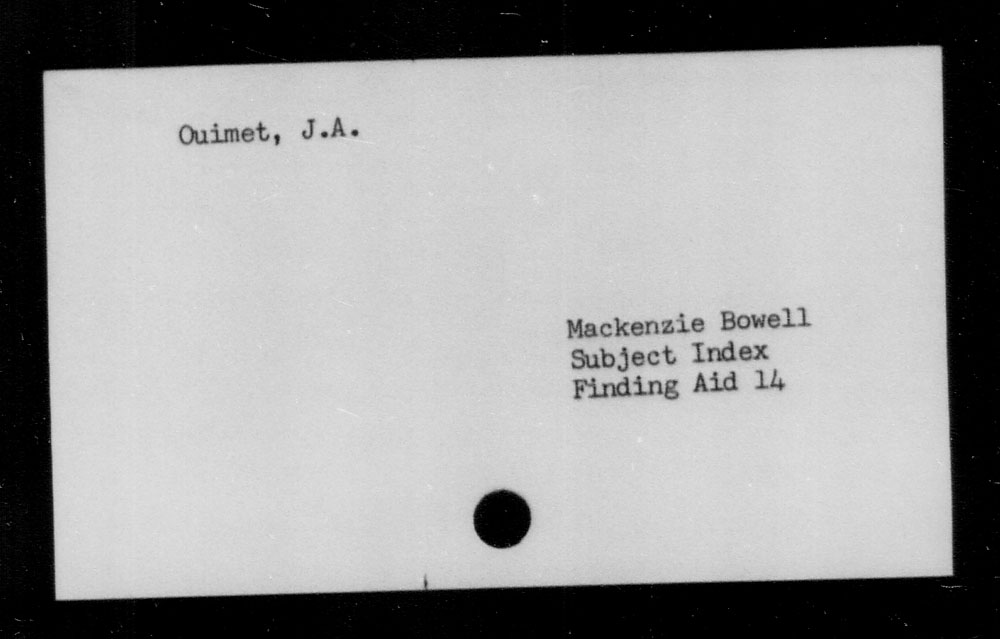 Ouimet, J.A.
Mackenzie Bowell
Subject Index
Finding Aid 14